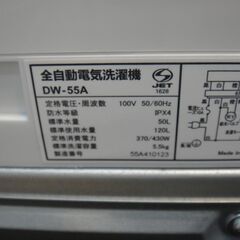 全自動電気洗濯機
DW-55A
JET
1628
定格電圧・周波数 100V 50/60Hz
防水等級 IPX4
標準水量 50L
標準使用水量 120L
定格消費電力 370/430W
標準洗濯容量 5.5kg
製造番号 55A410123